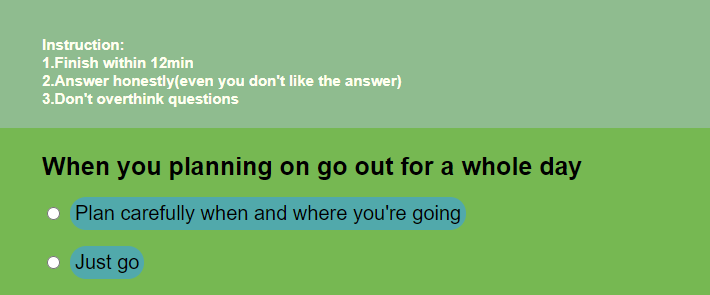 Instruction:
1.Finish within 12min
2.Answer honestly(even you don't like the answer)
3.Don't overthink questions
When you planning on go out for a whole day
Plan carefully when and where you're going
Just go